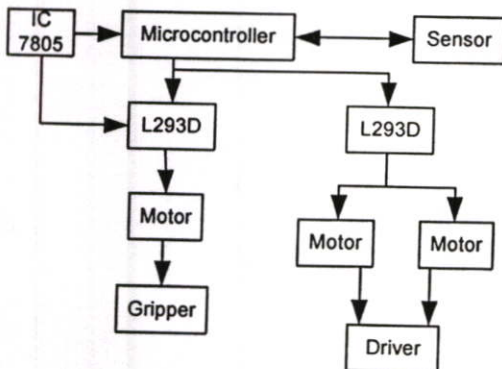 IC
7805
Microcontroller
Sensor
L293D
L293D
Motor
Motor
Motor
Gripper
Driver